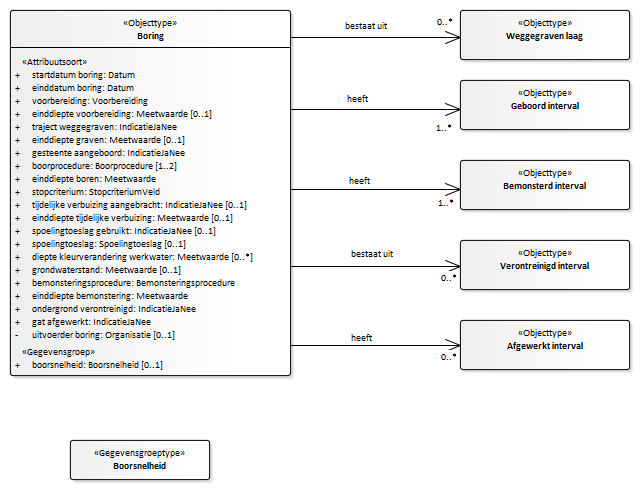 «Objecttype»
Boring
«Attribuutsoort»
+ startdatum boring: Datum
+ einddatum boring: Datum
+ voorbereiding: Voorbereiding
+ einddiepte voorbereiding: Meetwaarde [0..1]
+ traject weggegraven: IndicatieJaNee
+ einddiepte graven: Meetwaarde [0..1]
+ gesteente aangeboord: IndicatieJaNee
+ boorprocedure: Boorprocedure [1..2]
+ einddiepte boren: Meetwaarde
+ stopcriterium: StopcriteriumVeld
+ tijdelijke verbuizing aangebracht: IndicatieJaNee [0..1]
+ einddiepte tijdelijke verbuizing: Meetwaarde [0..1]
+ spoelingtoeslag gebruikt: IndicatieJaNee [0..1]
+ spoelingtoeslag: Spoelingtoeslag [0..1]
+ diepte kleurverandering werkwater: Meetwaarde [0..*]
+ grondwaterstand: Meetwaarde [0..1]
+ bemonsteringsprocedure: Bemonsteringsprocedure
+ einddiepte bemonstering: Meetwaarde
+ ondergrond verontreinigd: IndicatieJaNee
+ gat afgewerkt: IndicatieJaNee
- uitvoerder boring: Organisatie [0..1]
«Gegevensgroep»
+ boorsnelheid: Boorsnelheid [0..1]
bestaat uit
0..*
«Objecttype»
Weggegraven laag
heeft
1..*
«Objecttype»
Geboord interval
heeft
1..*
«Objecttype»
Bemonsterd interval
bestaat uit
0..*
«Objecttype»
Verontreinigd interval
heeft
0..*
«Objecttype»
Afgewerkt interval
«Gegevensgroeptype»
Boorsnelheid